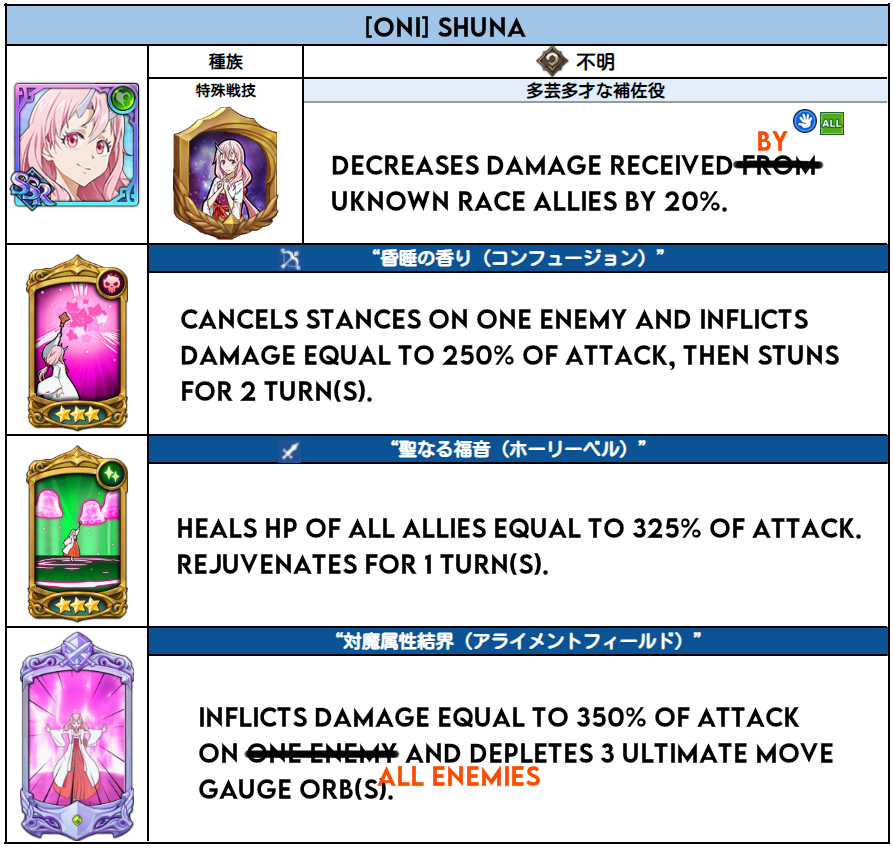 [ONI] SHUNA
種族
不明
特殊戦技
多芸多才な補佐役
SSR
ALL
BY
DECREASES DAMAGE RECEIVED FROM
UKNOWN RACE ALLIES BY 20%.
“昏睡の香り（コンフュージョン）”
CANCELS STANCES ON ONE ENEMY AND INFLICTS
DAMAGE EQUAL TO 250% OF ATTACK, THEN STUNS
FOR 2 TURN(S).
“聖なる福音（ホーリーベル）”
HEALS HP OF ALL ALLIES EQUAL TO 325% OF ATTACK.
REJUVENATES FOR 1 TURN(S).
“対魔属性結界（アライメントフィールド）”
INFLICTS DAMAGE EQUAL TO 350% OF ATTACK
ON ONE ENEMY AND DEPLETES 3 ULTIMATE MOVE
ALL ENEMIES
GAUGE ORB(S).